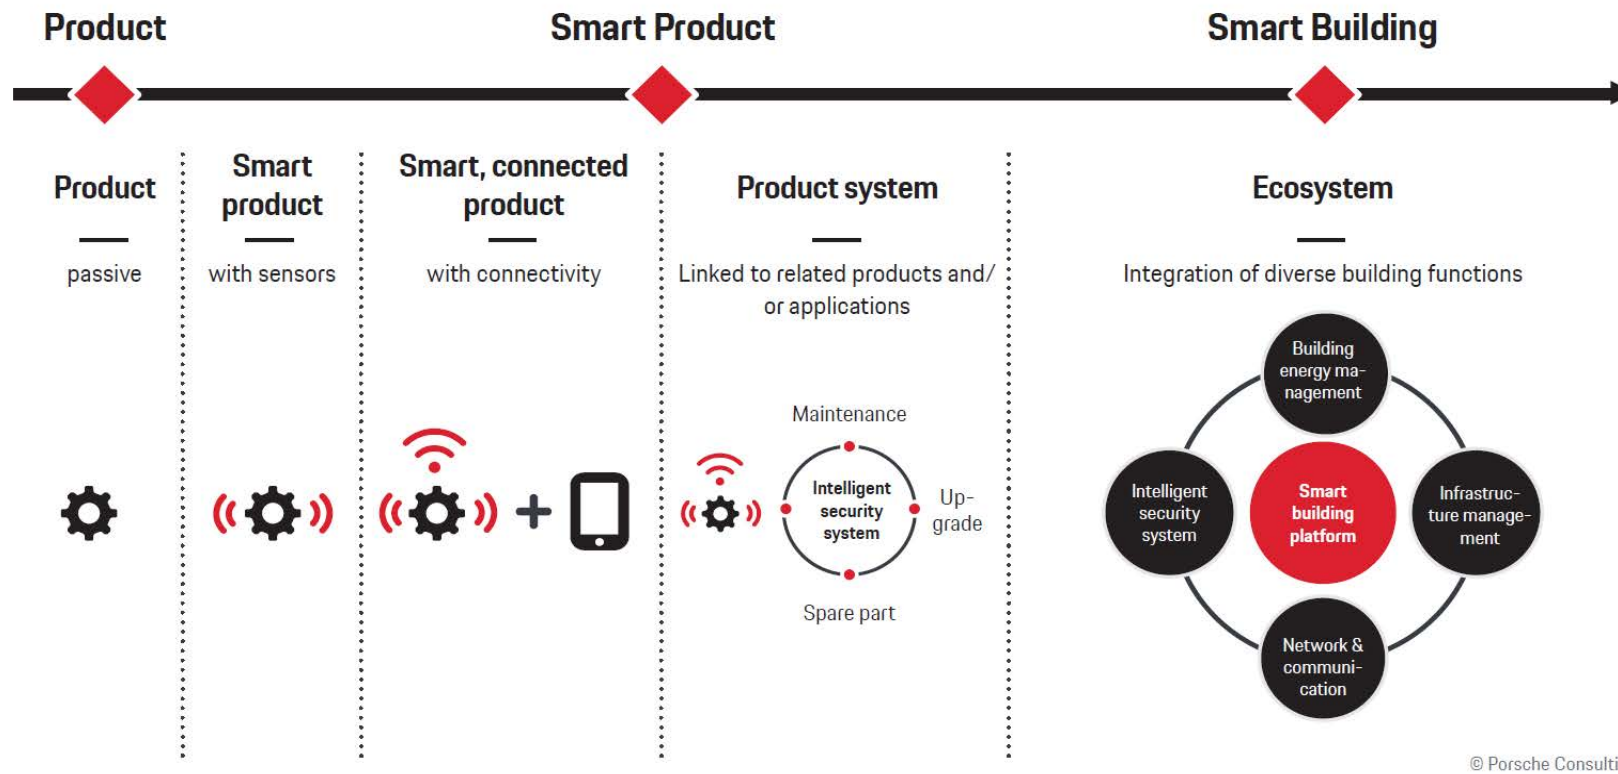 Product
Smart Product
Smart Building
Product
passive
Smart
product
with sensors
Smart, connected
product
with connectivity
Product system
Linked to related products and/
or applications
Maintenance
Intelligent
security
system
Up-
grade
Spare part
Ecosystem
Integration of diverse building functions
Building
energy ma-
nagement
Intelligent
security
system
Smart
building
platform
Infrastruc-
ture manage-
ment
Network &
communi-
cation
© Porsche Consulti